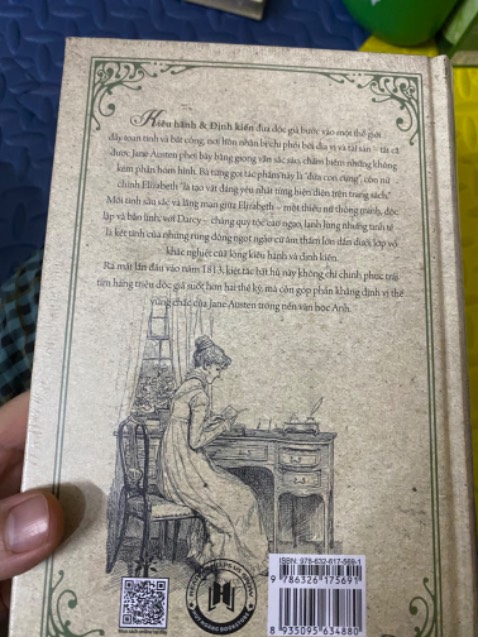 Kiêu hãnh & Định kiến đưa độc giả bước vào một thế giới
đầy toan tính và bất công, nơi hôn nhân bị chi phối bởi địa vị và tài sản – tất cả
được Jane Austen phơi bày bằng giọng văn sắc sảo, châm biếm nhưng không
kém phần hóm hỉnh. Bà từng gọi tác phẩm này là "đứa con cưng", còn nữ
chính Elizabeth "là tạo vật đáng yêu nhất từng hiện diện trên trang sách."
Mối tình sâu sắc và lãng mạn giữa Elizabeth – một thiếu nữ thông minh, độc
lập và bản lĩnh, với Darcy – chàng quý tộc cao ngạo, lạnh lùng nhưng tinh tế
là kết tinh của những rung động ngọt ngào cứ âm thầm lớn dần dưới lớp vỏ
khắc nghiệt của lòng kiêu hãnh và định kiến.
Ra mắt lần đầu vào năm 1813, kiệt tác bất hủ này không chỉ chinh phục trái
tim hàng triệu độc giả suốt hơn hai thế kỷ, mà còn góp phần khẳng định vị thế
vững chắc của Jane Austen trong nền văn học Anh.
ISBN: 978-632-617-569-1
9 786326 175691
8 935095 634880